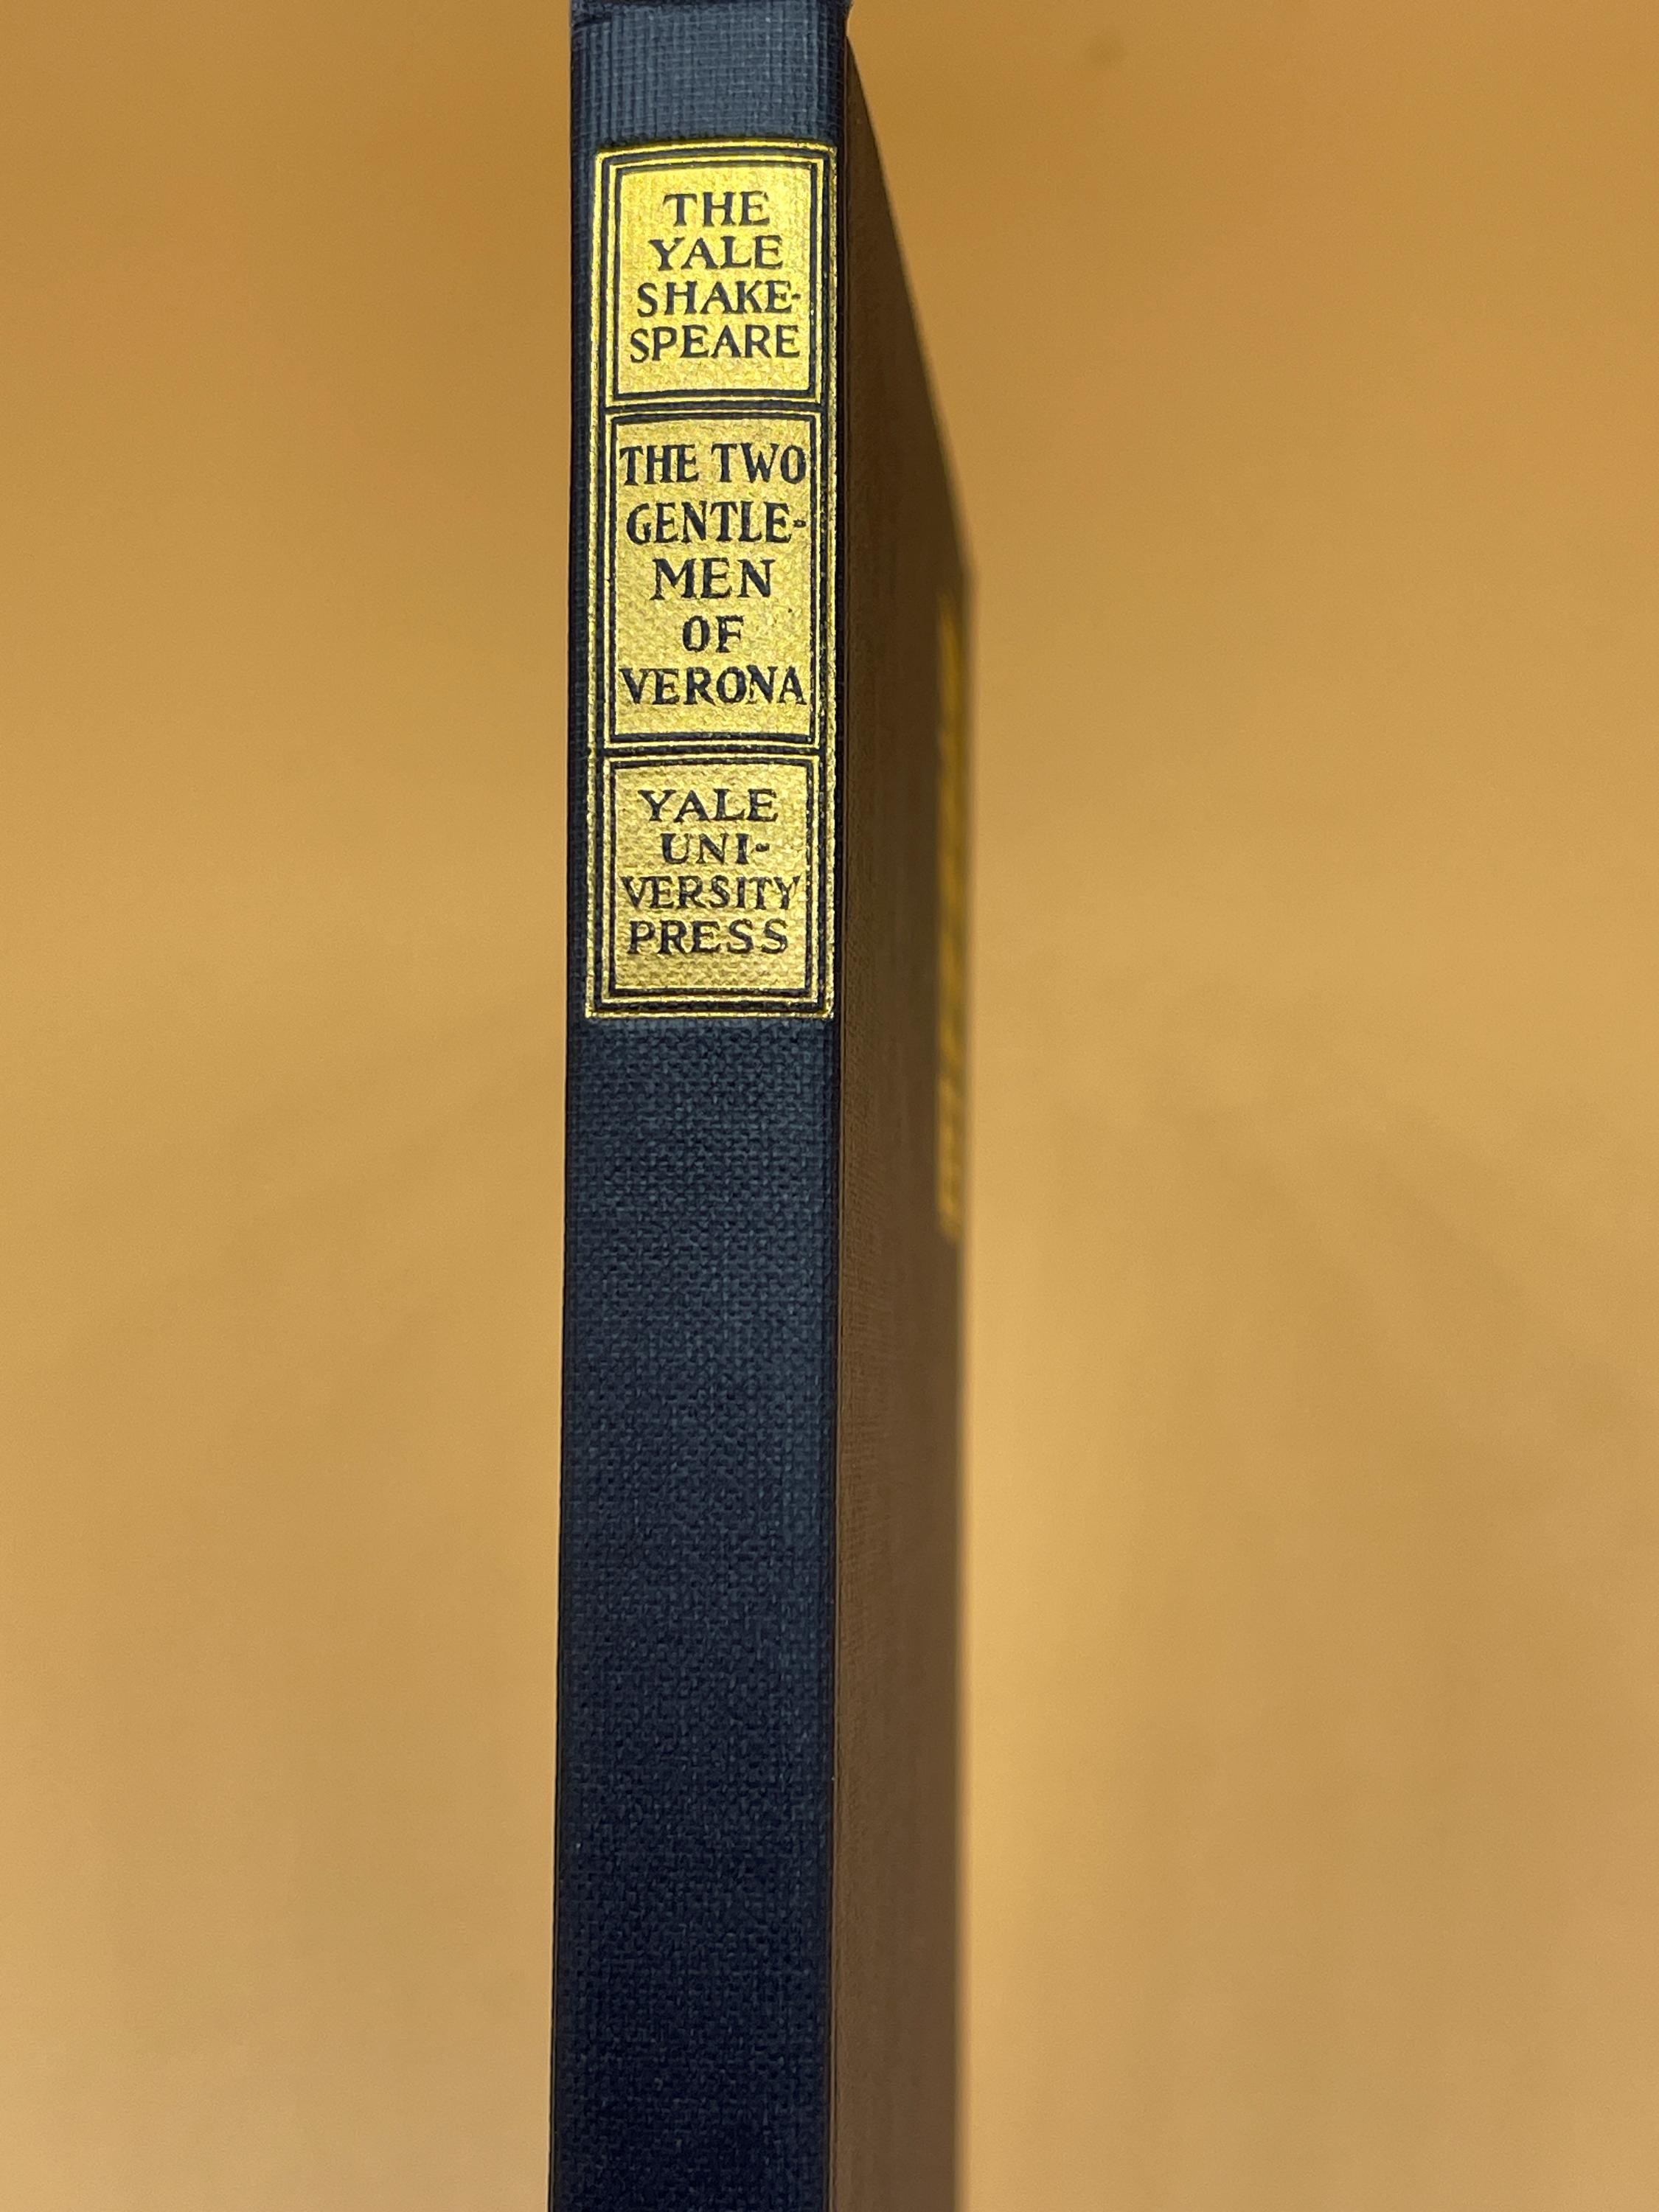 THE
YALE
SHAKE-
SPEARE
THE TWO
GENTLE-
MEN
OF
VERONA
YALE
UNI-
VERSITY
PRESS